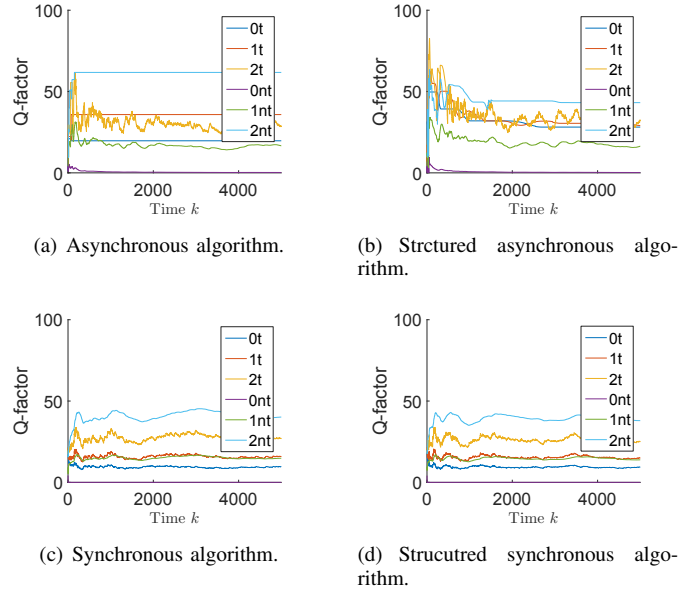 100
50
0
Q-factor
0
2000
4000
Time k
0t
1t
2t
0nt
1nt
2nt
(a) Asynchronous algorithm.
100
50
0
Q-factor
0
2000
4000
Time k
0t
1t
2t
0nt
1nt
2nt
(b) Strctured asynchronous algo-
rithm.
100
50
0
Q-factor
0
2000
4000
Time k
0t
1t
2t
0nt
1nt
2nt
(c) Synchronous algorithm.
100
50
0
Q-factor
0
2000
4000
Time k
0t
1t
2t
0nt
1nt
2nt
(d) Strucutred synchronous algo-
rithm.